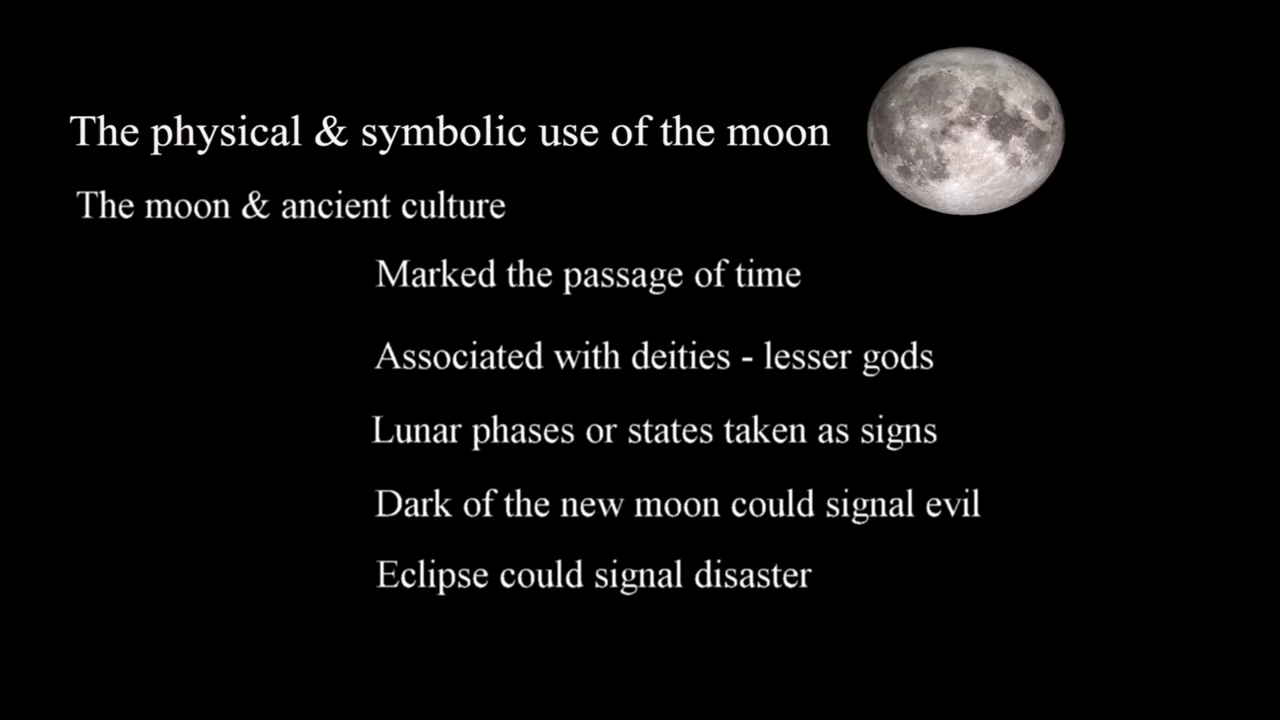 The physical & symbolic use of the moon
The moon & ancient culture
Marked the passage of time
Associated with deities - lesser gods
Lunar phases or states taken as signs
Dark of the new moon could signal evil
Eclipse could signal disaster